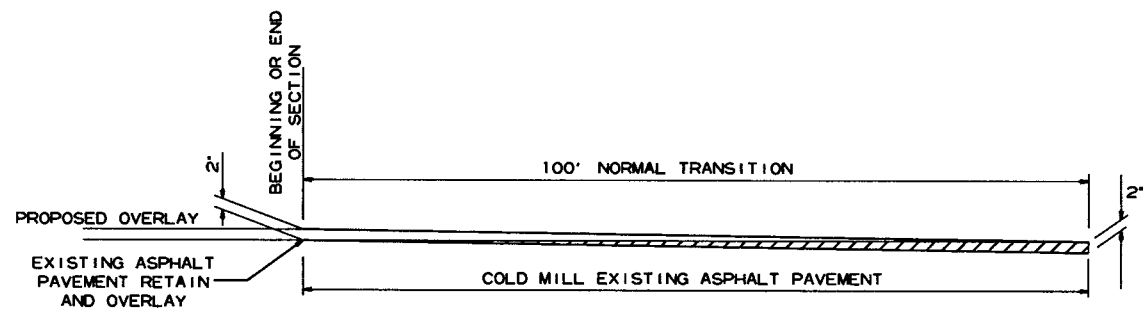 BEGINNING OR END
OF SECTION
2"
100' NORMAL TRANSITION
2"
PROPOSED OVERLAY
EXISTING ASPHALT
PAVEMENT RETAIN
AND OVERLAY
COLD MILL EXISTING ASPHALT PAVEMENT